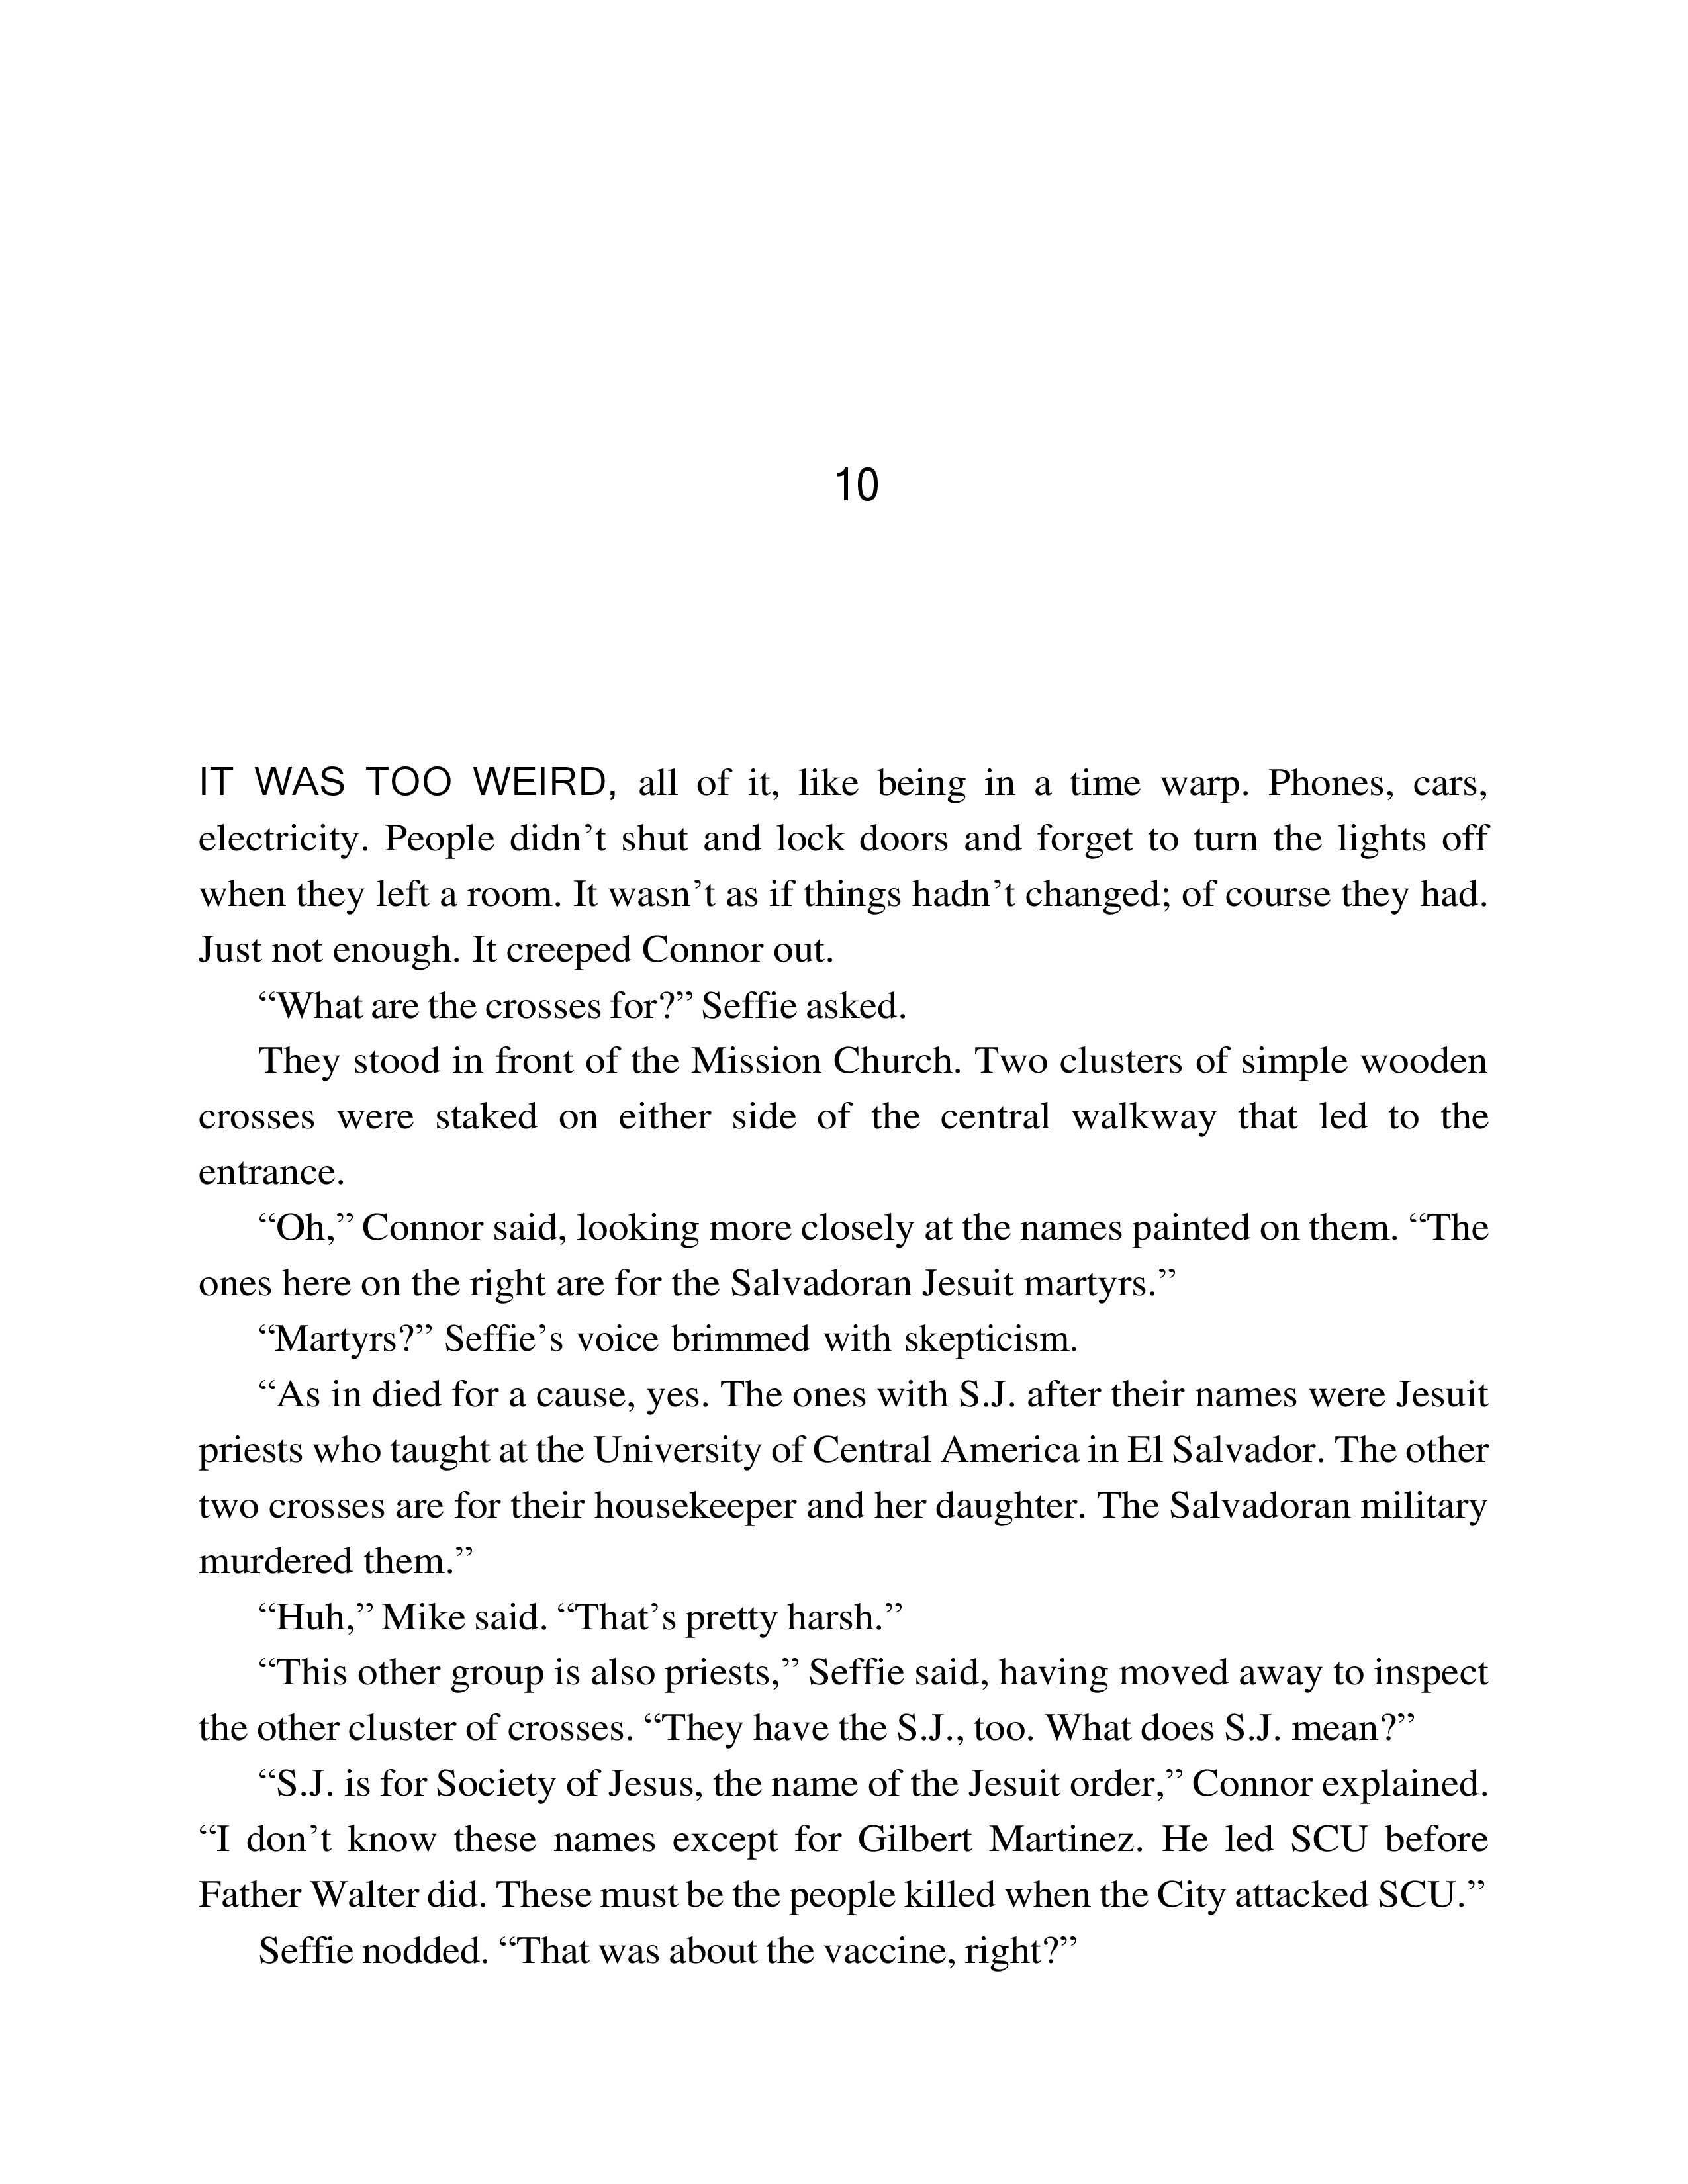 10
IT WAS TOO WEIRD, all of it, like being in a time warp. Phones, cars,
electricity. People didn’t shut and lock doors and forget to turn the lights off
when they left a room. It wasn’t as if things hadn’t changed; of course they had.
Just not enough. It creeped Connor out.
“What are the crosses for?” Seffie asked.
They stood in front of the Mission Church. Two clusters of simple wooden
crosses were staked on either side of the central walkway that led to the
entrance.
“Oh,” Connor said, looking more closely at the names painted on them. “The
ones here on the right are for the Salvadoran Jesuit martyrs.”
“Martyrs?” Seffie’s voice brimmed with skepticism.
“As in died for a cause, yes. The ones with S.J. after their names were Jesuit
priests who taught at the University of Central America in El Salvador. The other
two crosses are for their housekeeper and her daughter. The Salvadoran military
murdered them.”
“Huh,” Mike said. “That’s pretty harsh.”
“This other group is also priests,” Seffie said, having moved away to inspect
the other cluster of crosses. “They have the S.J., too. What does S.J. mean?”
“S.J. is for Society of Jesus, the name of the Jesuit order,” Connor explained.
“I don’t know these names except for Gilbert Martinez. He led SCU before
Father Walter did. These must be the people killed when the City attacked SCU.”
Seffie nodded. “That was about the vaccine, right?”